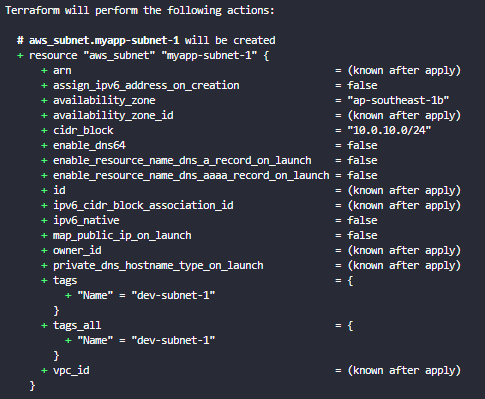 Terraform will perform the following actions:
# aws_subnet.myapp-subnet-1 will be created
+ resource "aws_subnet" "myapp-subnet-1" {
+ arn = (known after apply)
+ assign_ipv6_address_on_creation = false
+ availability_zone = "ap-southeast-1b"
+ availability_zone_id = (known after apply)
+ cidr_block = "10.0.10.0/24"
+ enable_dns64 = false
+ enable_resource_name_dns_a_record_on_launch = false
+ enable_resource_name_dns_aaaa_record_on_launch = false
+ id = (known after apply)
+ ipv6_cidr_block_association_id = (known after apply)
+ ipv6_native = false
+ map_public_ip_on_launch = false
+ owner_id = (known after apply)
+ private_dns_hostname_type_on_launch = (known after apply)
+ tags = {
+ "Name" = "dev-subnet-1"
}
+ tags_all = {
+ "Name" = "dev-subnet-1"
}
+ vpc_id = (known after apply)
}